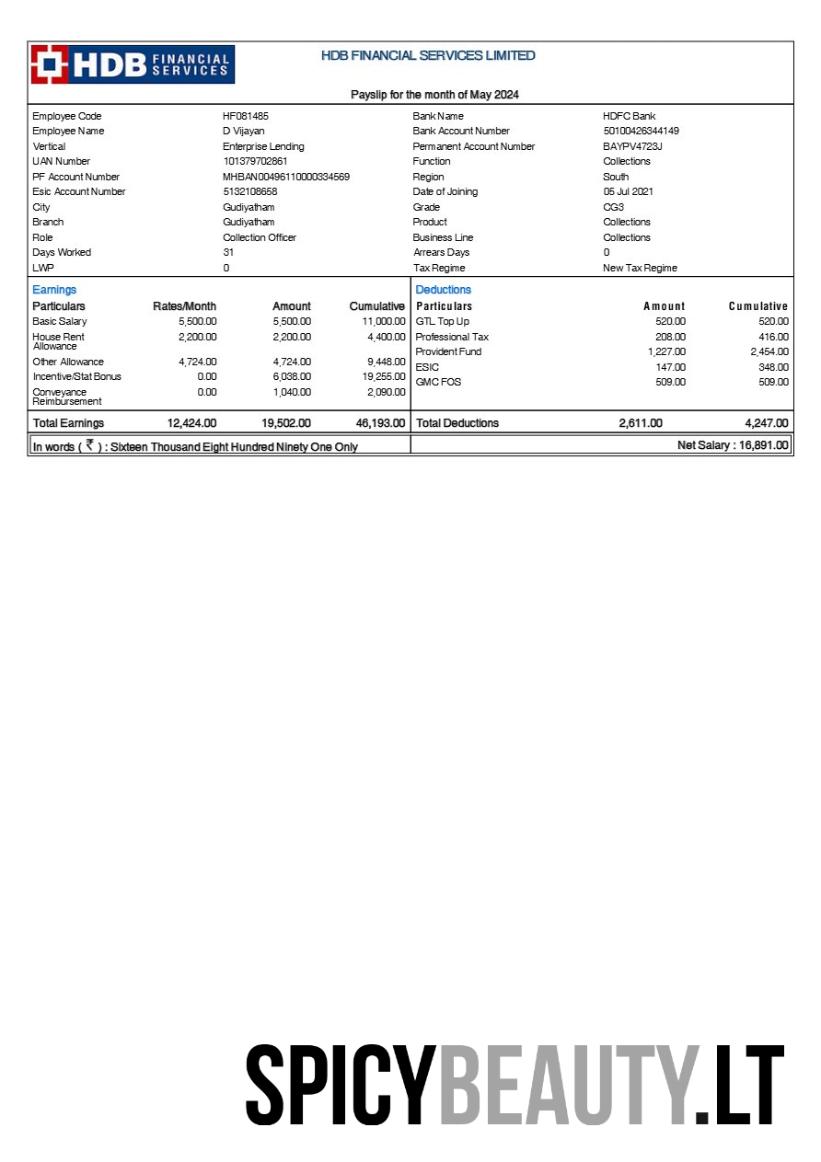 HDB FINANCIAL SERVICES
HDB FINANCIAL SERVICES LIMITED
Payslip for the month of May 2024
Employee Code HF081485 Bank Name HDFC Bank
Employee Name D Vijayan Bank Account Number 50100426344149
Vertical Enterprise Lending Permanent Account Number BAYPV4723J
UAN Number 101379702861 Function Collections
PF Account Number MHBAN00496110000334569 Region South
Esic Account Number 5132108658 Date of Joining 05 Jul 2021
City Gudiyatham Grade CG3
Branch Gudiyatham Product Collections
Role Collection Officer Business Line Collections
Days Worked 31 Arrears Days 0
LWP 0 Tax Regime New Tax Regime
Earnings Deductions
Particulars Rates/Month Amount Cumulative Particulars Amount Cumulative
Basic Salary 5,500.00 5,500.00 11,000.00 GTL Top Up 520.00 520.00
House Rent Allowance 2,200.00 2,200.00 4,400.00 Professional Tax 208.00 416.00
Other Allowance 4,724.00 4,724.00 9,448.00 Provident Fund 1,227.00 2,454.00
Incentive/Stat Bonus 0.00 6,038.00 19,255.00 ESIC 147.00 348.00
Conveyance Reimbursement 0.00 1,040.00 2,090.00 GMC FOS 509.00 509.00
Total Earnings 12,424.00 19,502.00 46,193.00 Total Deductions 2,611.00 4,247.00
In words ( ₹ ) : Sixteen Thousand Eight Hundred Ninety One Only Net Salary : 16,891.00
SPICYBEAUTY.LT